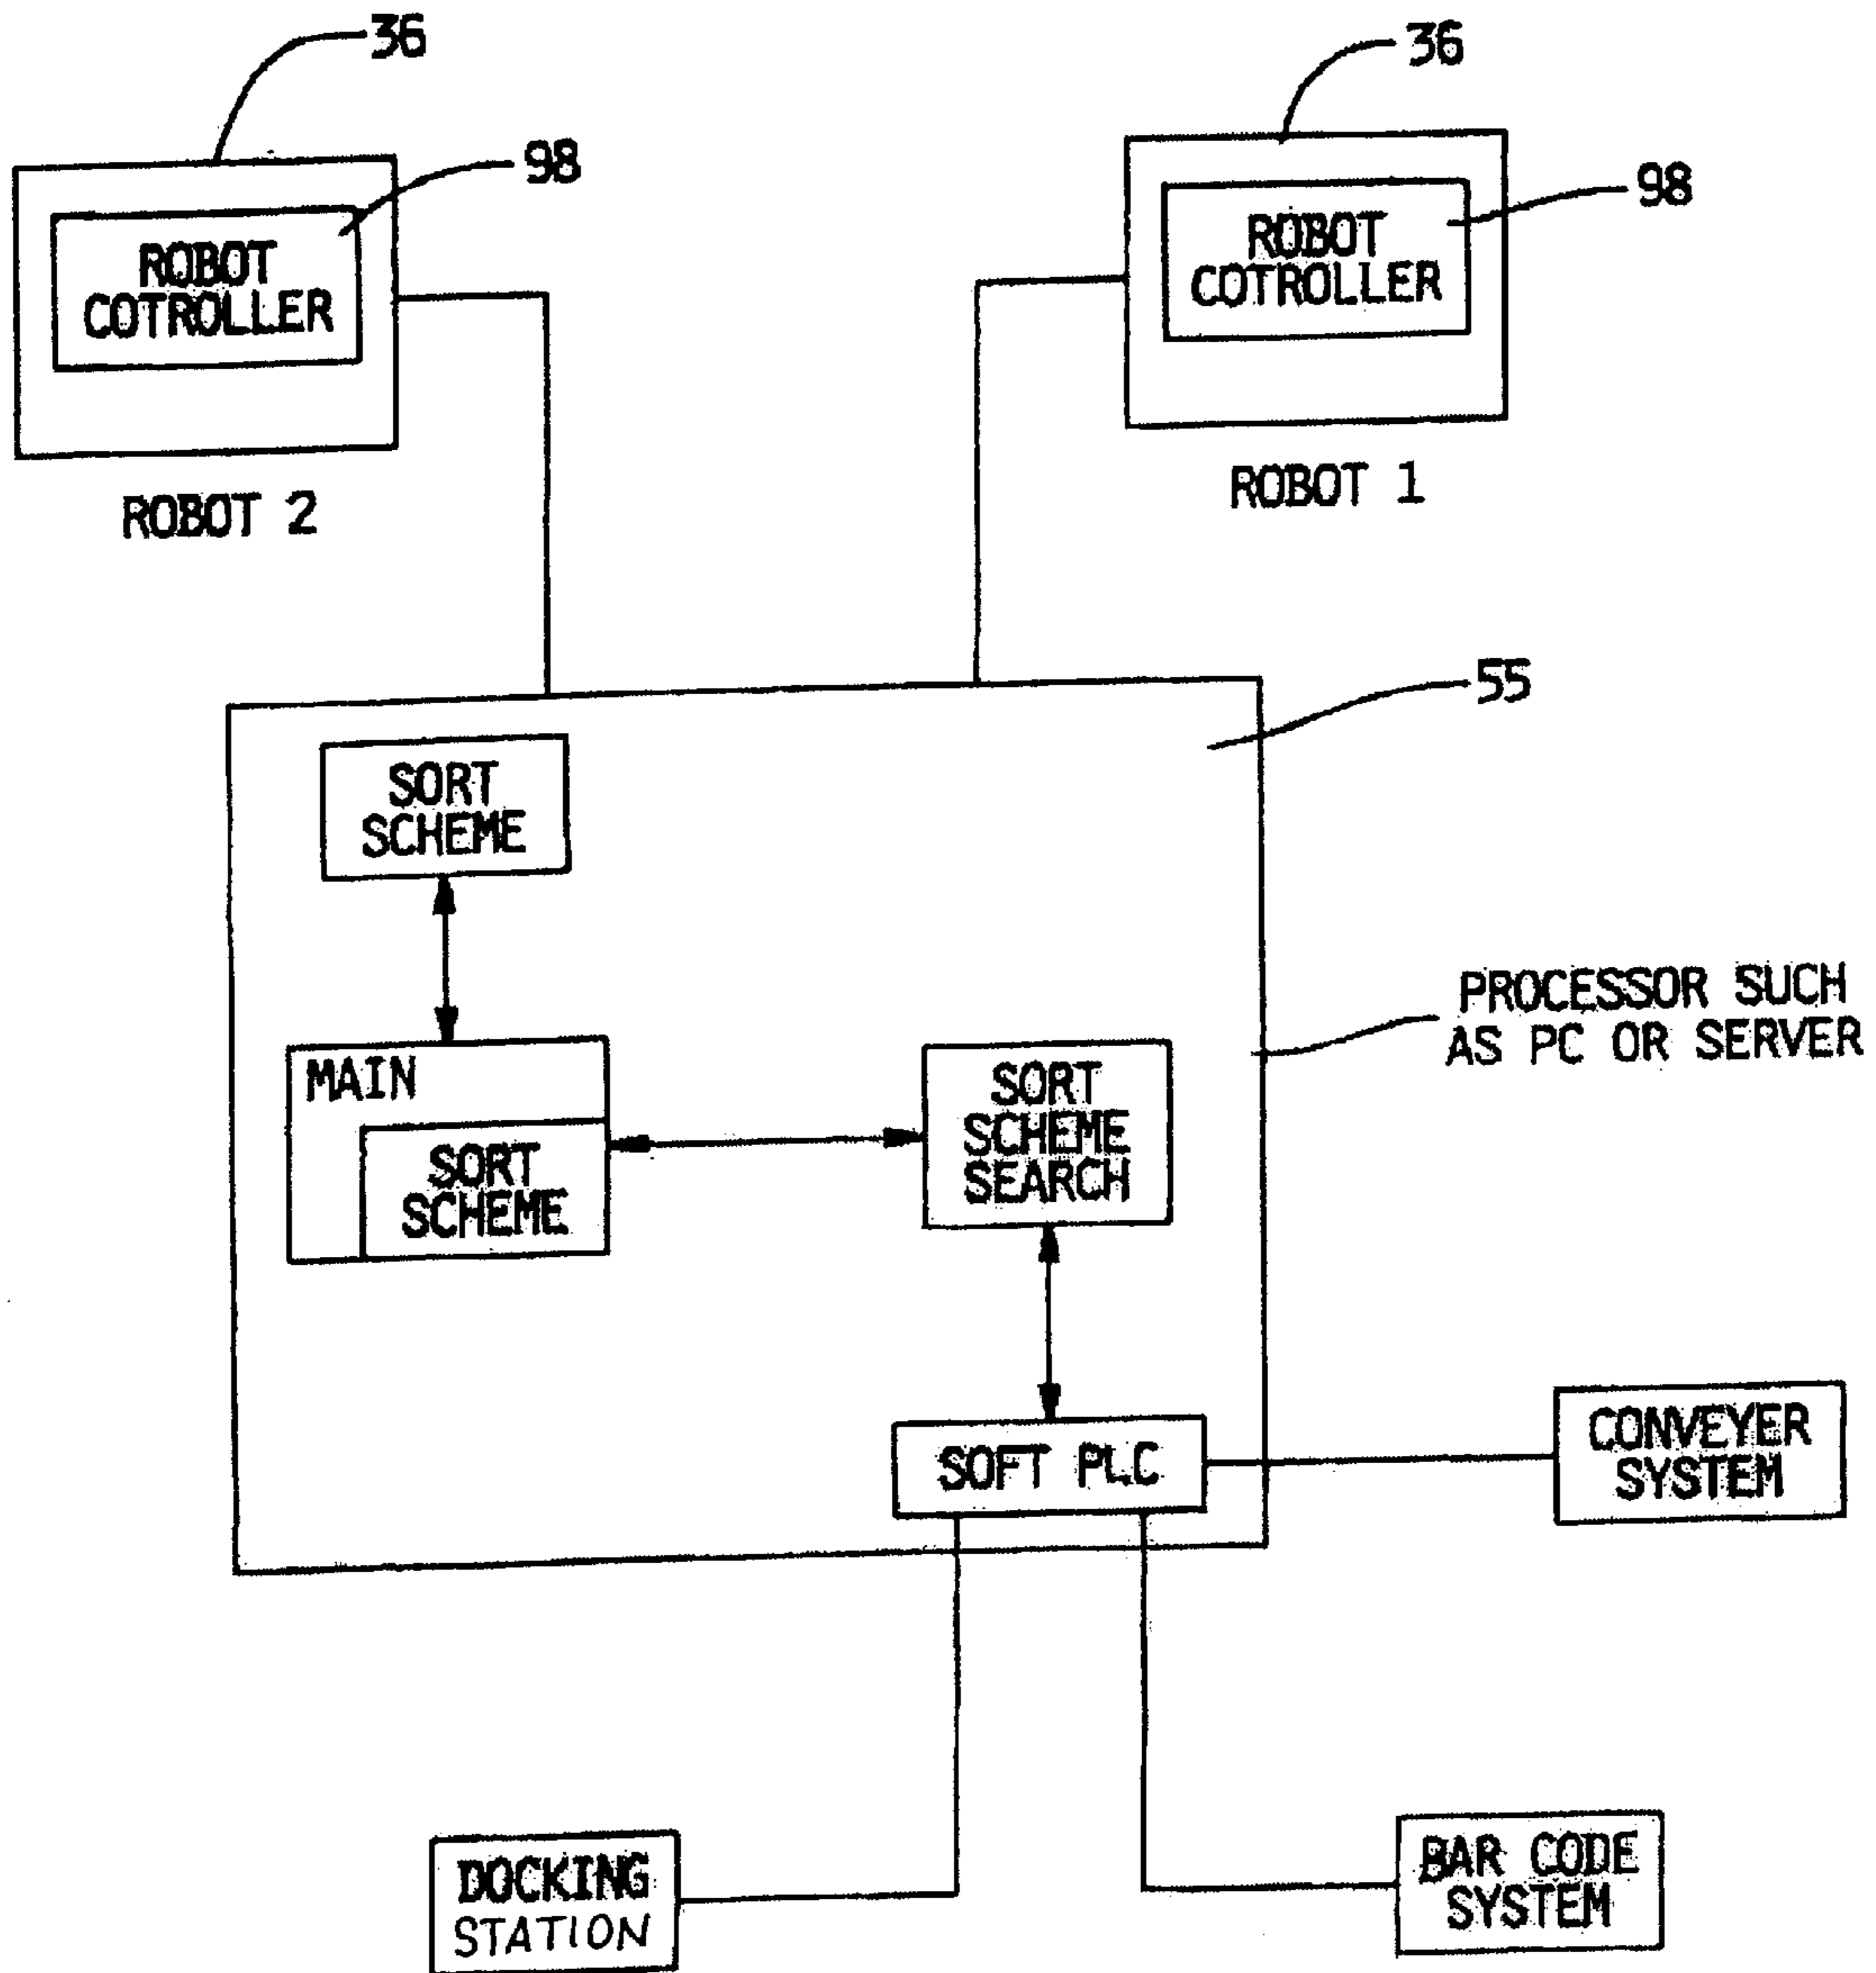 36
36
98
98
ROBOT
COTROLLER
ROBOT
COTROLLER
ROBOT 2
ROBOT 1
55
SORT
SCHEME
PROCESSOR SUCH
AS PC OR SERVER
MAIN
SORT
SCHEME
SORT
SCHEME
SEARCH
SOFT PLC
CONVEYER
SYSTEM
DOCKING
STATION
BAR CODE
SYSTEM